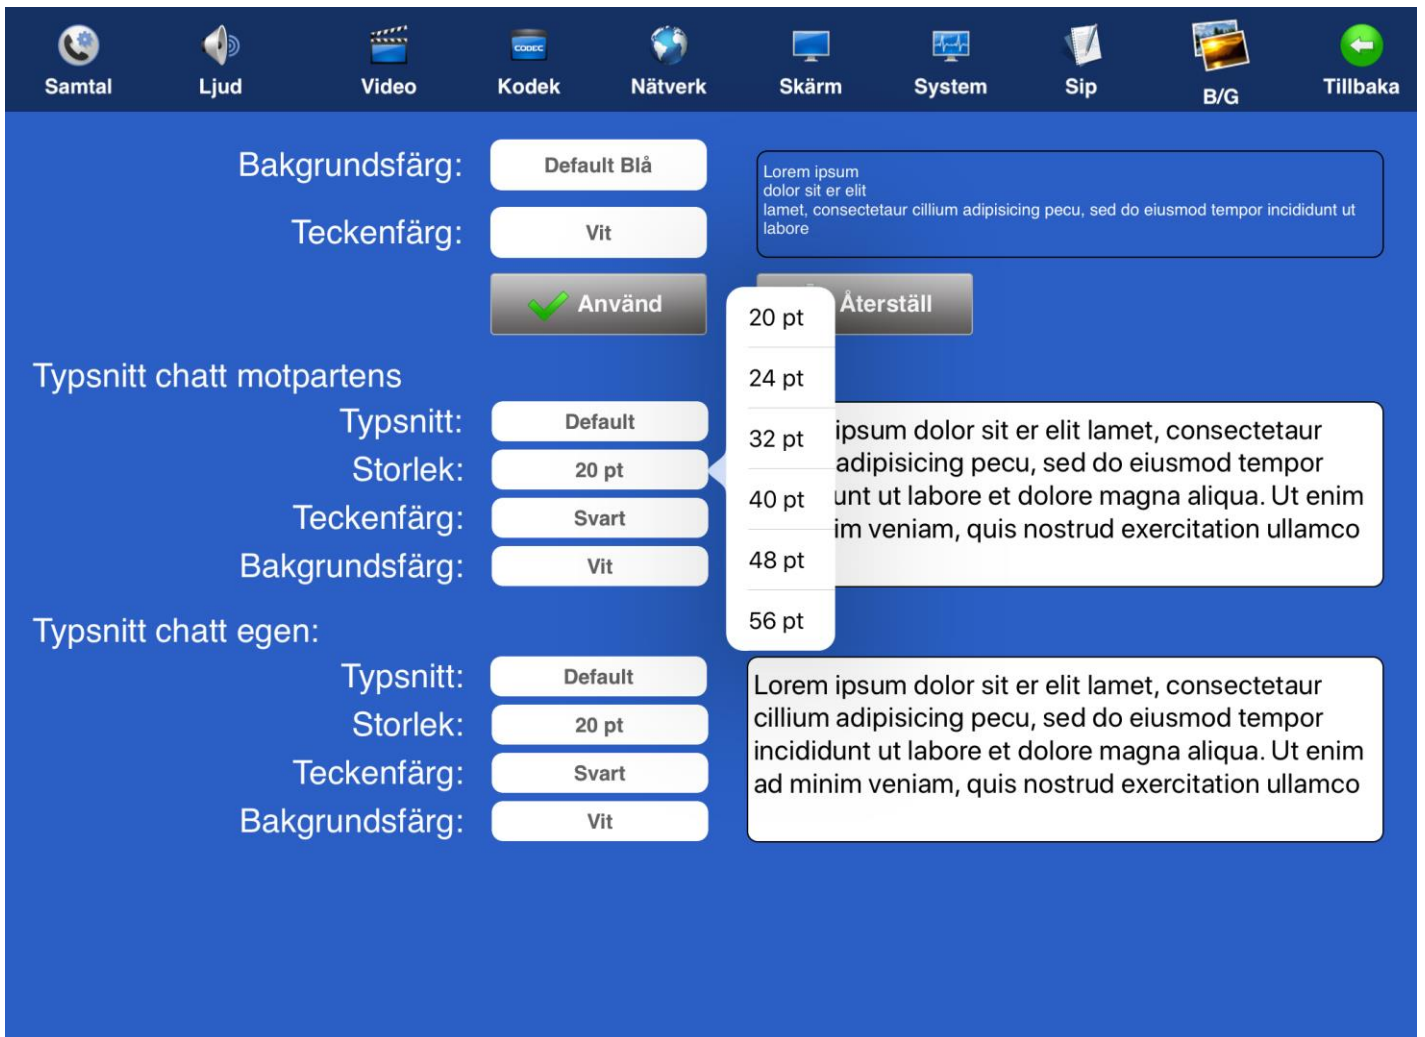 Samtal
Ljud
Video
CODEC
Kodek
Nätverk
Skärm
System
Sip
B/G
Tillbaka
Bakgrundsfärg:
Default Blå
Lorem ipsum
dolor sit er elit
lamet, consectetaur cillium adipisicing pecu, sed do eiusmod tempor incididunt ut
labore
Teckenfärg:
Vit
Använd
Återställ
20 pt
24 pt
32 pt
40 pt
48 pt
56 pt
Typsnitt chatt motpartens
Typsnitt:
Default
Storlek:
20 pt
Teckenfärg:
Svart
Bakgrundsfärg:
Vit
ipsum dolor sit er elit lamet, consectetaur
adipisicing pecu, sed do eiusmod tempor
unt ut labore et dolore magna aliqua. Ut enim
im veniam, quis nostrud exercitation ullamco
Typsnitt chatt egen:
Typsnitt:
Default
Storlek:
20 pt
Teckenfärg:
Svart
Bakgrundsfärg:
Vit
Lorem ipsum dolor sit er elit lamet, consectetaur
cillium adipisicing pecu, sed do eiusmod tempor
incididunt ut labore et dolore magna aliqua. Ut enim
ad minim veniam, quis nostrud exercitation ullamco